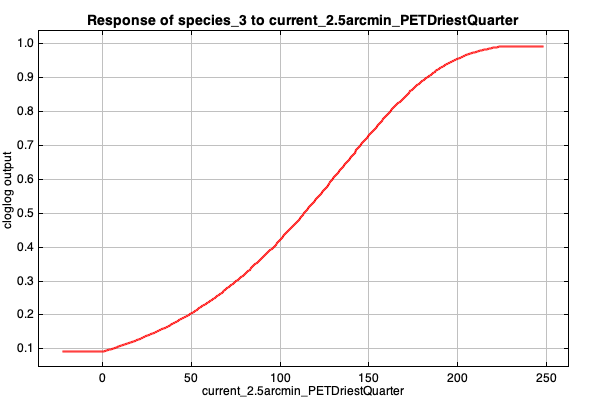 Response of species_3 to current_2.5arcmin_PETDriestQuarter
1.0
0.9
0.8
0.7
0.6
0.5
0.4
0.3
0.2
0.1
cloglog output
0 50 100 150 200 250
current_2.5arcmin_PETDriestQuarter